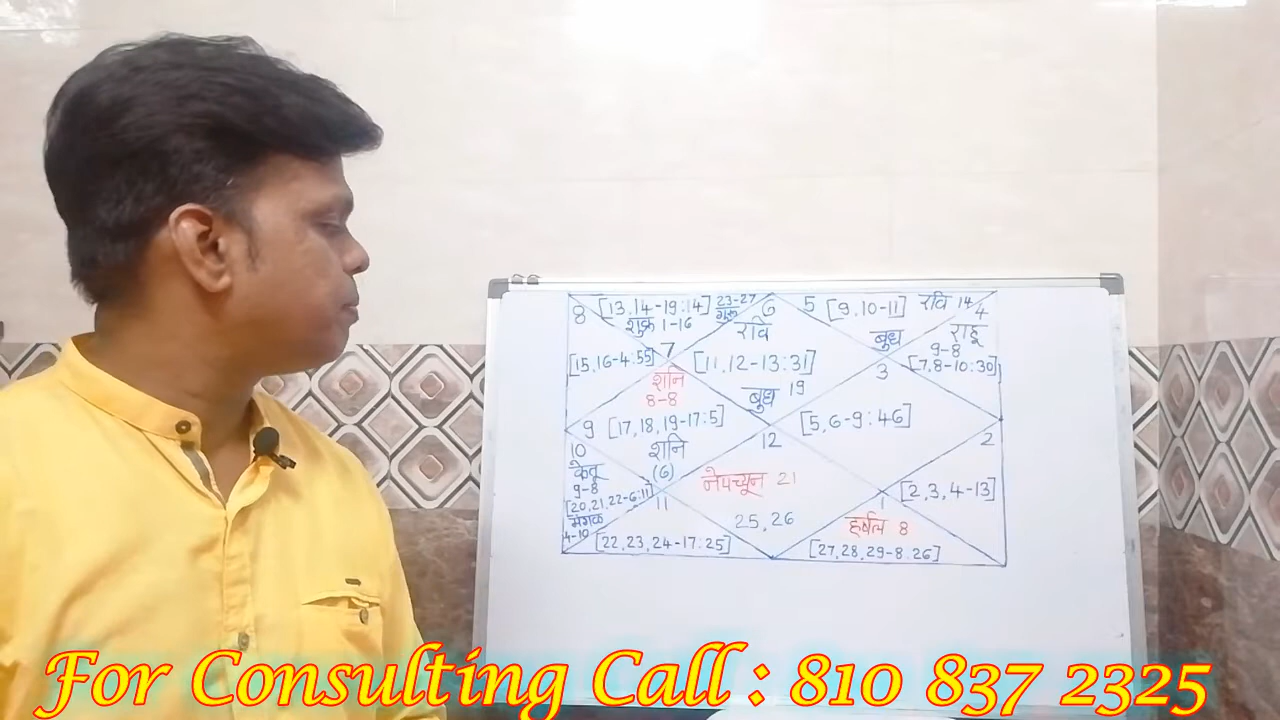 8 [13,14-19:14] 23-27 6 5 [9,10-11] रवि 14 4
शुक्र 1-16 गुरु रवि बुध राहू
9-8
[15,16-4:55] 7 [11,12-13:31] 3 [7,8-10:30]
शनि
8-8 बुध 19
9 [17,18,19-17:5] [5,6-9:46]
10 शनि 12 2
केतू (6) नेपच्यून 21
9-8
[20,21,22-6:11] 11 1 [2,3,4-13]
मंगळ 25,26 हर्षल 8
4-10 [22,23,24-17:25] [27,28,29-8.26]
For Consulting Call : 810 837 2325